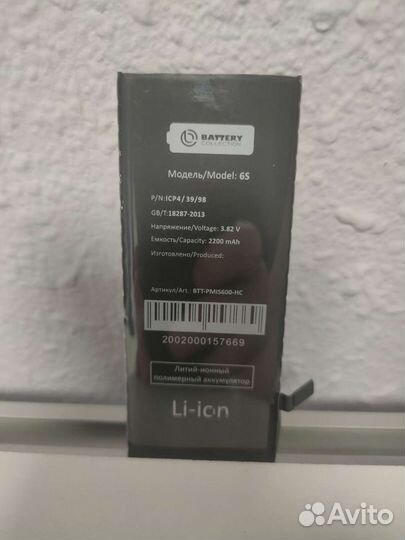 BATTERY
COLLECTION
Модель/Model: 6S
P/N:ICP4/39/98
GB/T:18287-2013
Напряжение/Voltage: 3.82 V
Емкость/Capacity: 2200 mAh
Изготовлено/Produced:
Артикул/Art.: BTT-PMIS600-HC
2002000157669
Литий-ионный
полимерный аккумулятор
Li-ion
Avito